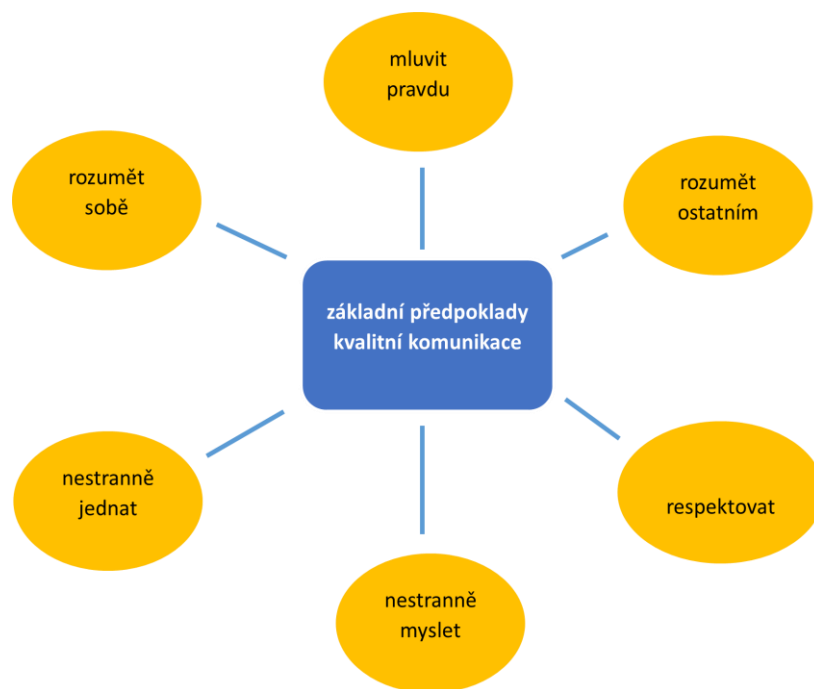 mluvit
pravdu
rozumět
sobě
rozumět
ostatním
základní předpoklady
kvalitní komunikace
nestranně
jednat
respektovat
nestranně
myslet